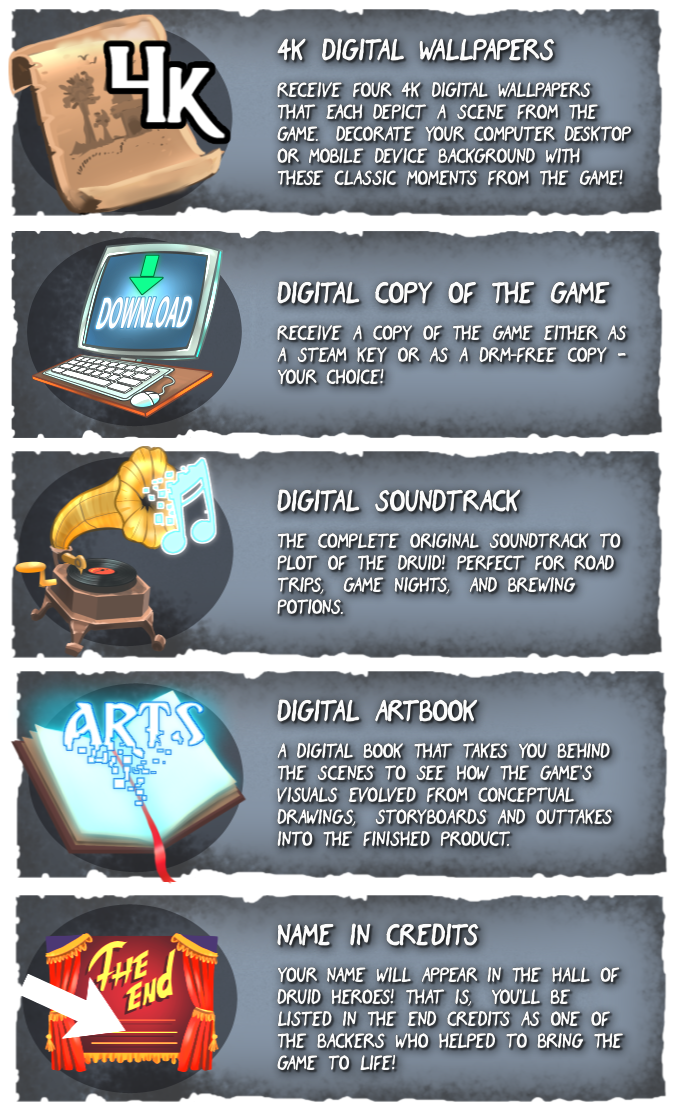 4K
4K DIGITAL WALLPAPERS
RECEIVE FOUR 4K DIGITAL WALLPAPERS
THAT EACH DEPICT A SCENE FROM THE
GAME. DECORATE YOUR COMPUTER DESKTOP
OR MOBILE DEVICE BACKGROUND WITH
THESE CLASSIC MOMENTS FROM THE GAME!
DOWNLOAD
DIGITAL COPY OF THE GAME
RECEIVE A COPY OF THE GAME EITHER AS
A STEAM KEY OR AS A DRM-FREE COPY -
YOUR CHOICE!
DIGITAL SOUNDTRACK
THE COMPLETE ORIGINAL SOUNDTRACK TO
PLOT OF THE DRUID! PERFECT FOR ROAD
TRIPS, GAME NIGHTS, AND BREWING
POTIONS.
ARTS
DIGITAL ARTBOOK
A DIGITAL BOOK THAT TAKES YOU BEHIND
THE SCENES TO SEE HOW THE GAME'S
VISUALS EVOLVED FROM CONCEPTUAL
DRAWINGS, STORYBOARDS AND OUTTAKES
INTO THE FINISHED PRODUCT.
THE
END
NAME IN CREDITS
YOUR NAME WILL APPEAR IN THE HALL OF
DRUID HEROES! THAT IS, YOU'LL BE
LISTED IN THE END CREDITS AS ONE OF
THE BACKERS WHO HELPED TO BRING THE
GAME TO LIFE!